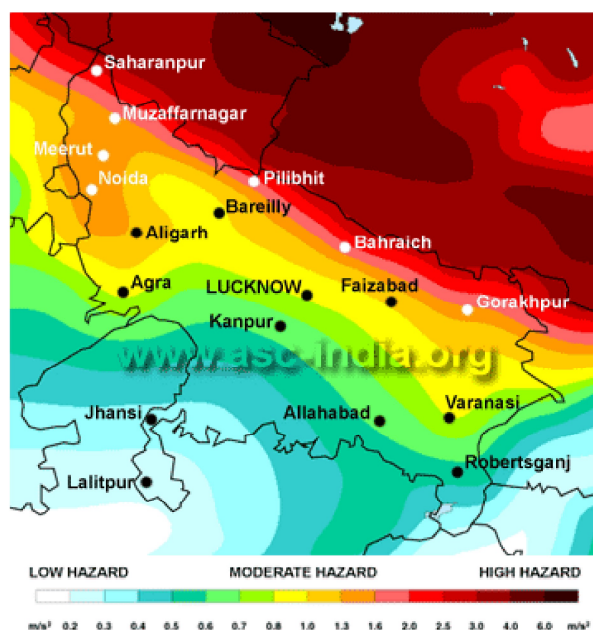 Saharanpur
Muzaffarnagar
Meerut
Noida
Pilibhit
Bareilly
Aligarh
Bahraich
Agra
LUCKNOW
Faizabad
Gorakhpur
Kanpur
www.asc-india.org
Jhansi
Allahabad
Varanasi
Robertsganj
Lalitpur
LOW HAZARD MODERATE HAZARD HIGH HAZARD
m/s² 0.2 0.3 0.4 0.5 0.6 0.7 0.8 1.0 1.3 1.6 2.0 2.5 3.0 4.0 6.0 m/s²